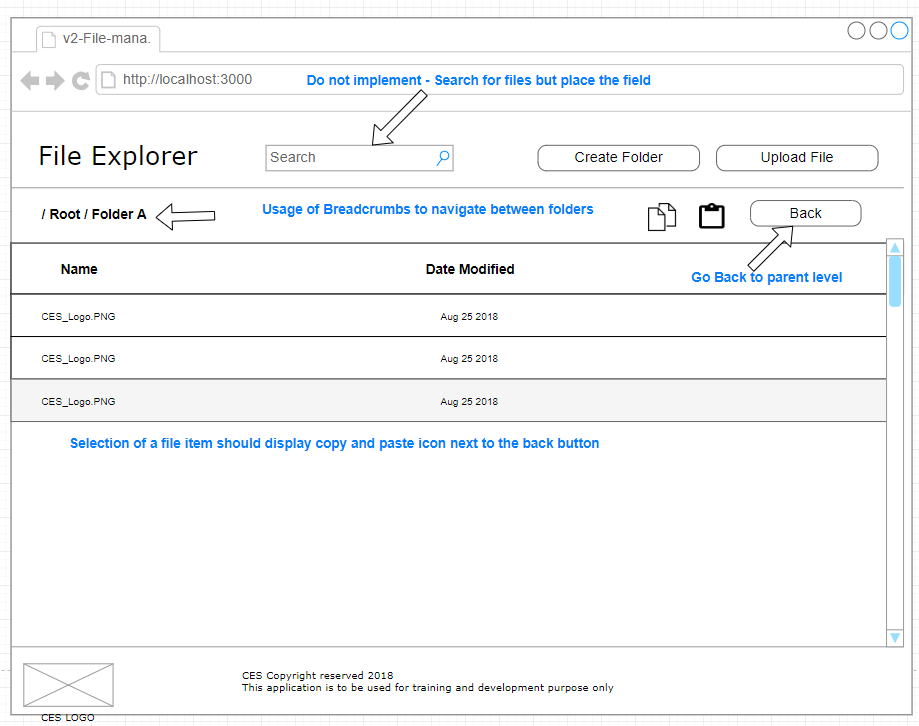 v2-File-mana.
http://localhost:3000
Do not implement - Search for files but place the field
File Explorer
Search
Create Folder
Upload File
/ Root / Folder A
Usage of Breadcrumbs to navigate between folders
Back
Name
Date Modified
Go Back to parent level
CES_Logo.PNG
Aug 25 2018
CES_Logo.PNG
Aug 25 2018
CES_Logo.PNG
Aug 25 2018
Selection of a file item should display copy and paste icon next to the back button
CES Copyright reserved 2018
This application is to be used for training and development purpose only
CES LOGO